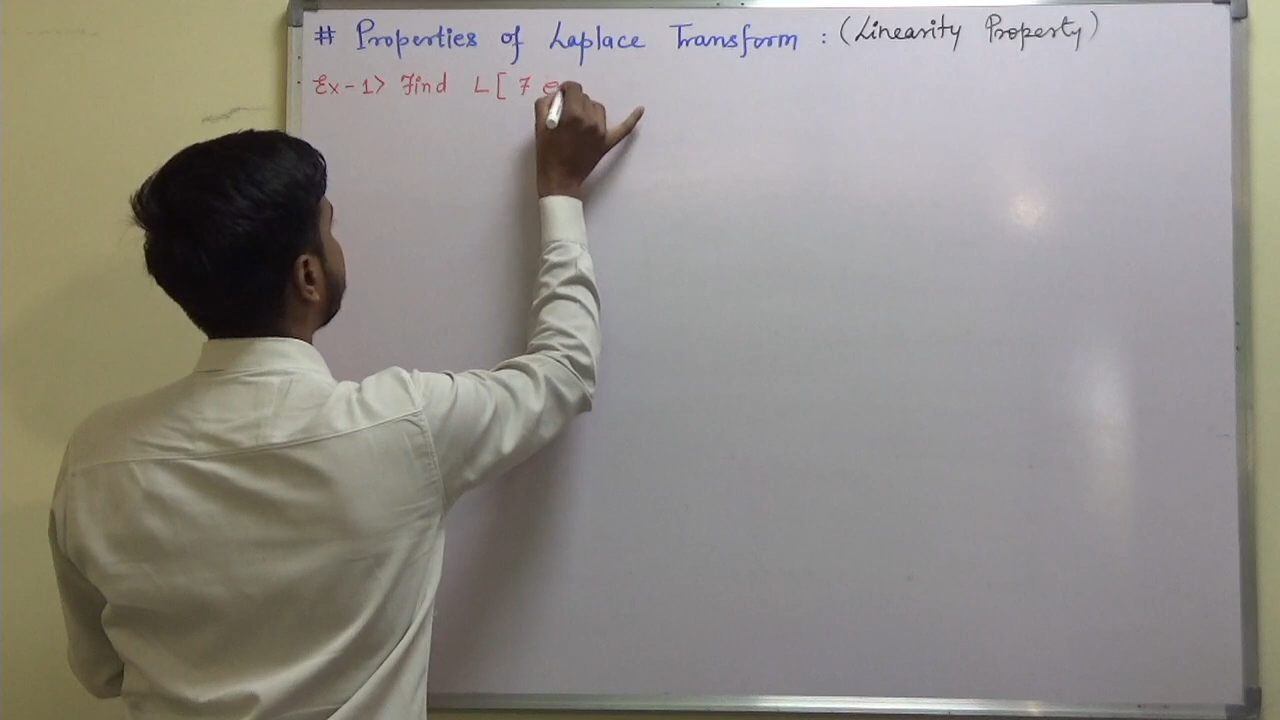 # Properties of Laplace Transform : (Linearity Property)
Ex-1> Find L[ 7 e